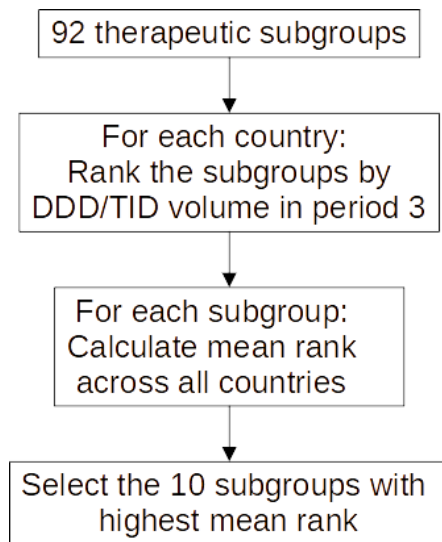 92 therapeutic subgroups
For each country:
Rank the subgroups by
DDD/TID volume in period 3
For each subgroup:
Calculate mean rank
across all countries
Select the 10 subgroups with
highest mean rank